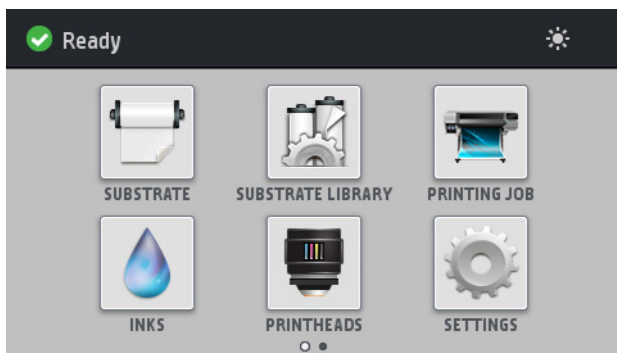 Ready
SUBSTRATE SUBSTRATE LIBRARY PRINTING JOB
INKS PRINTHEADS SETTINGS